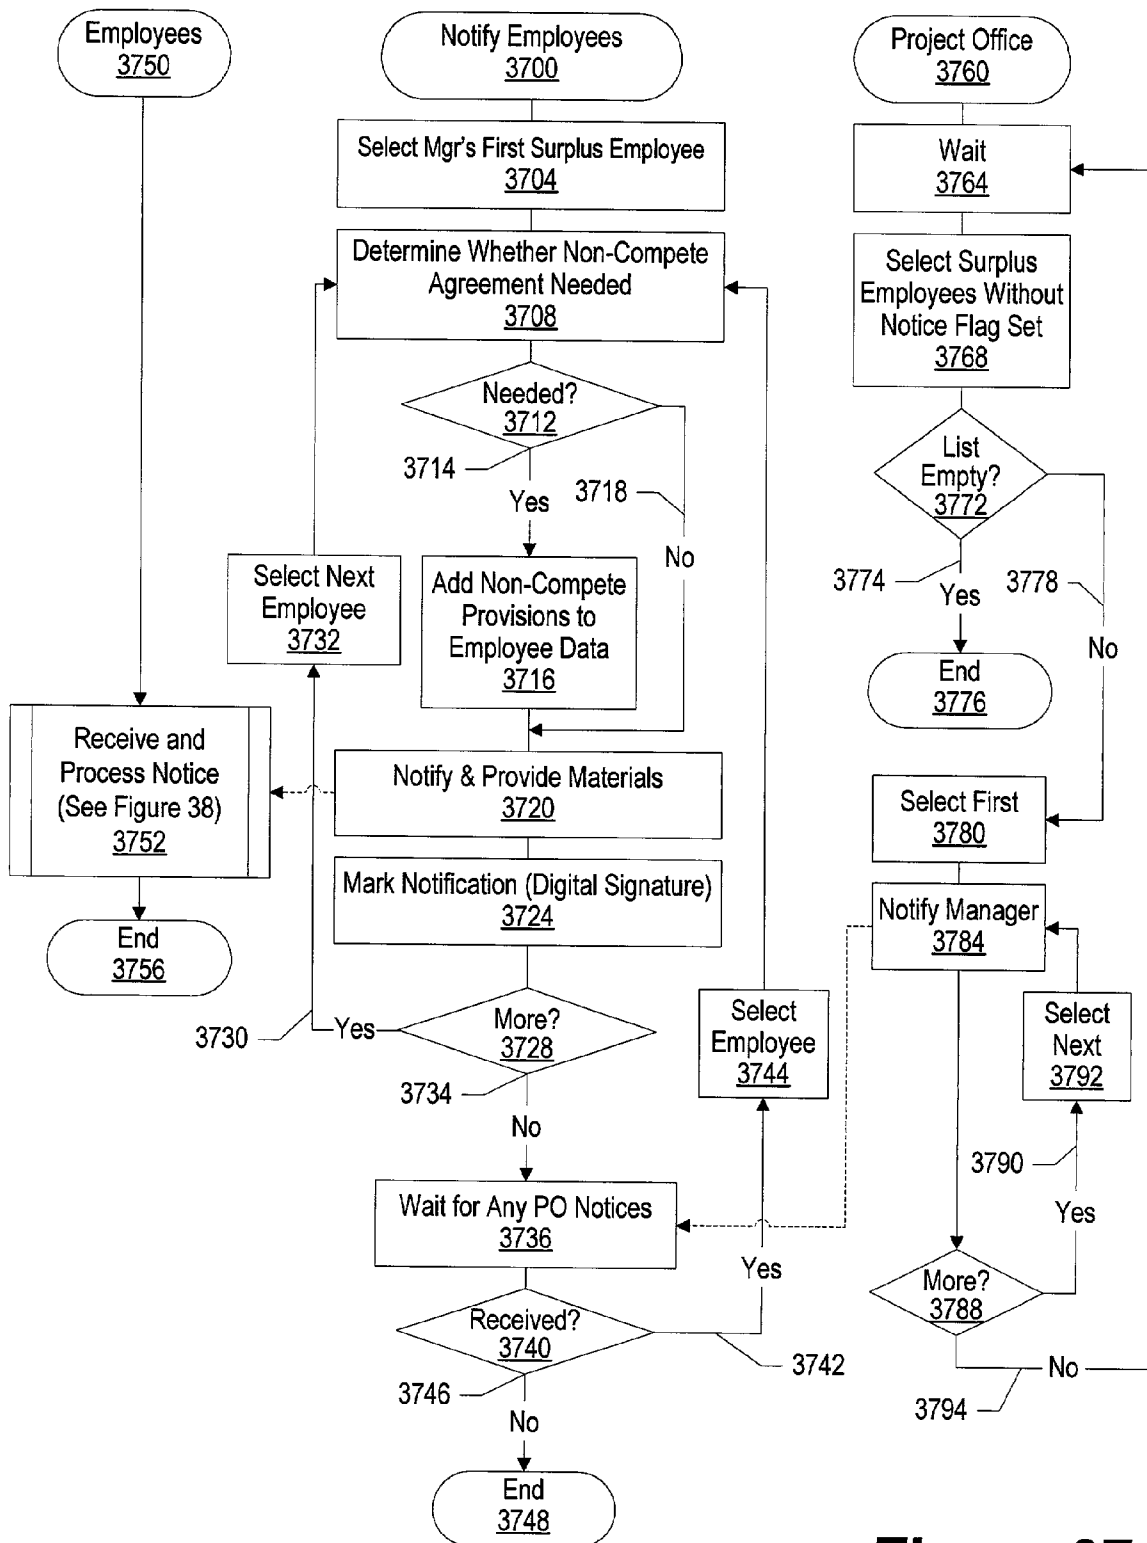 Employees
3750
Receive and
Process Notice
(See Figure 38)
3752
End
3756
Notify Employees
3700
Select Mgr's First Surplus Employee
3704
Determine Whether Non-Compete
Agreement Needed
3708
Needed?
3712
3714
Yes
3718
No
Select Next
Employee
3732
Add Non-Compete
Provisions to
Employee Data
3716
Notify & Provide Materials
3720
Mark Notification (Digital Signature)
3724
More?
3728
3730
Yes
3734
No
Select
Employee
3744
Wait for Any PO Notices
3736
Yes
Received?
3740
3742
3746
No
End
3748
Project Office
3760
Wait
3764
Select Surplus
Employees Without
Notice Flag Set
3768
List
Empty?
3772
3774
Yes
3778
No
End
3776
Select First
3780
Notify Manager
3784
Select
Next
3792
3790
Yes
More?
3788
No
3794